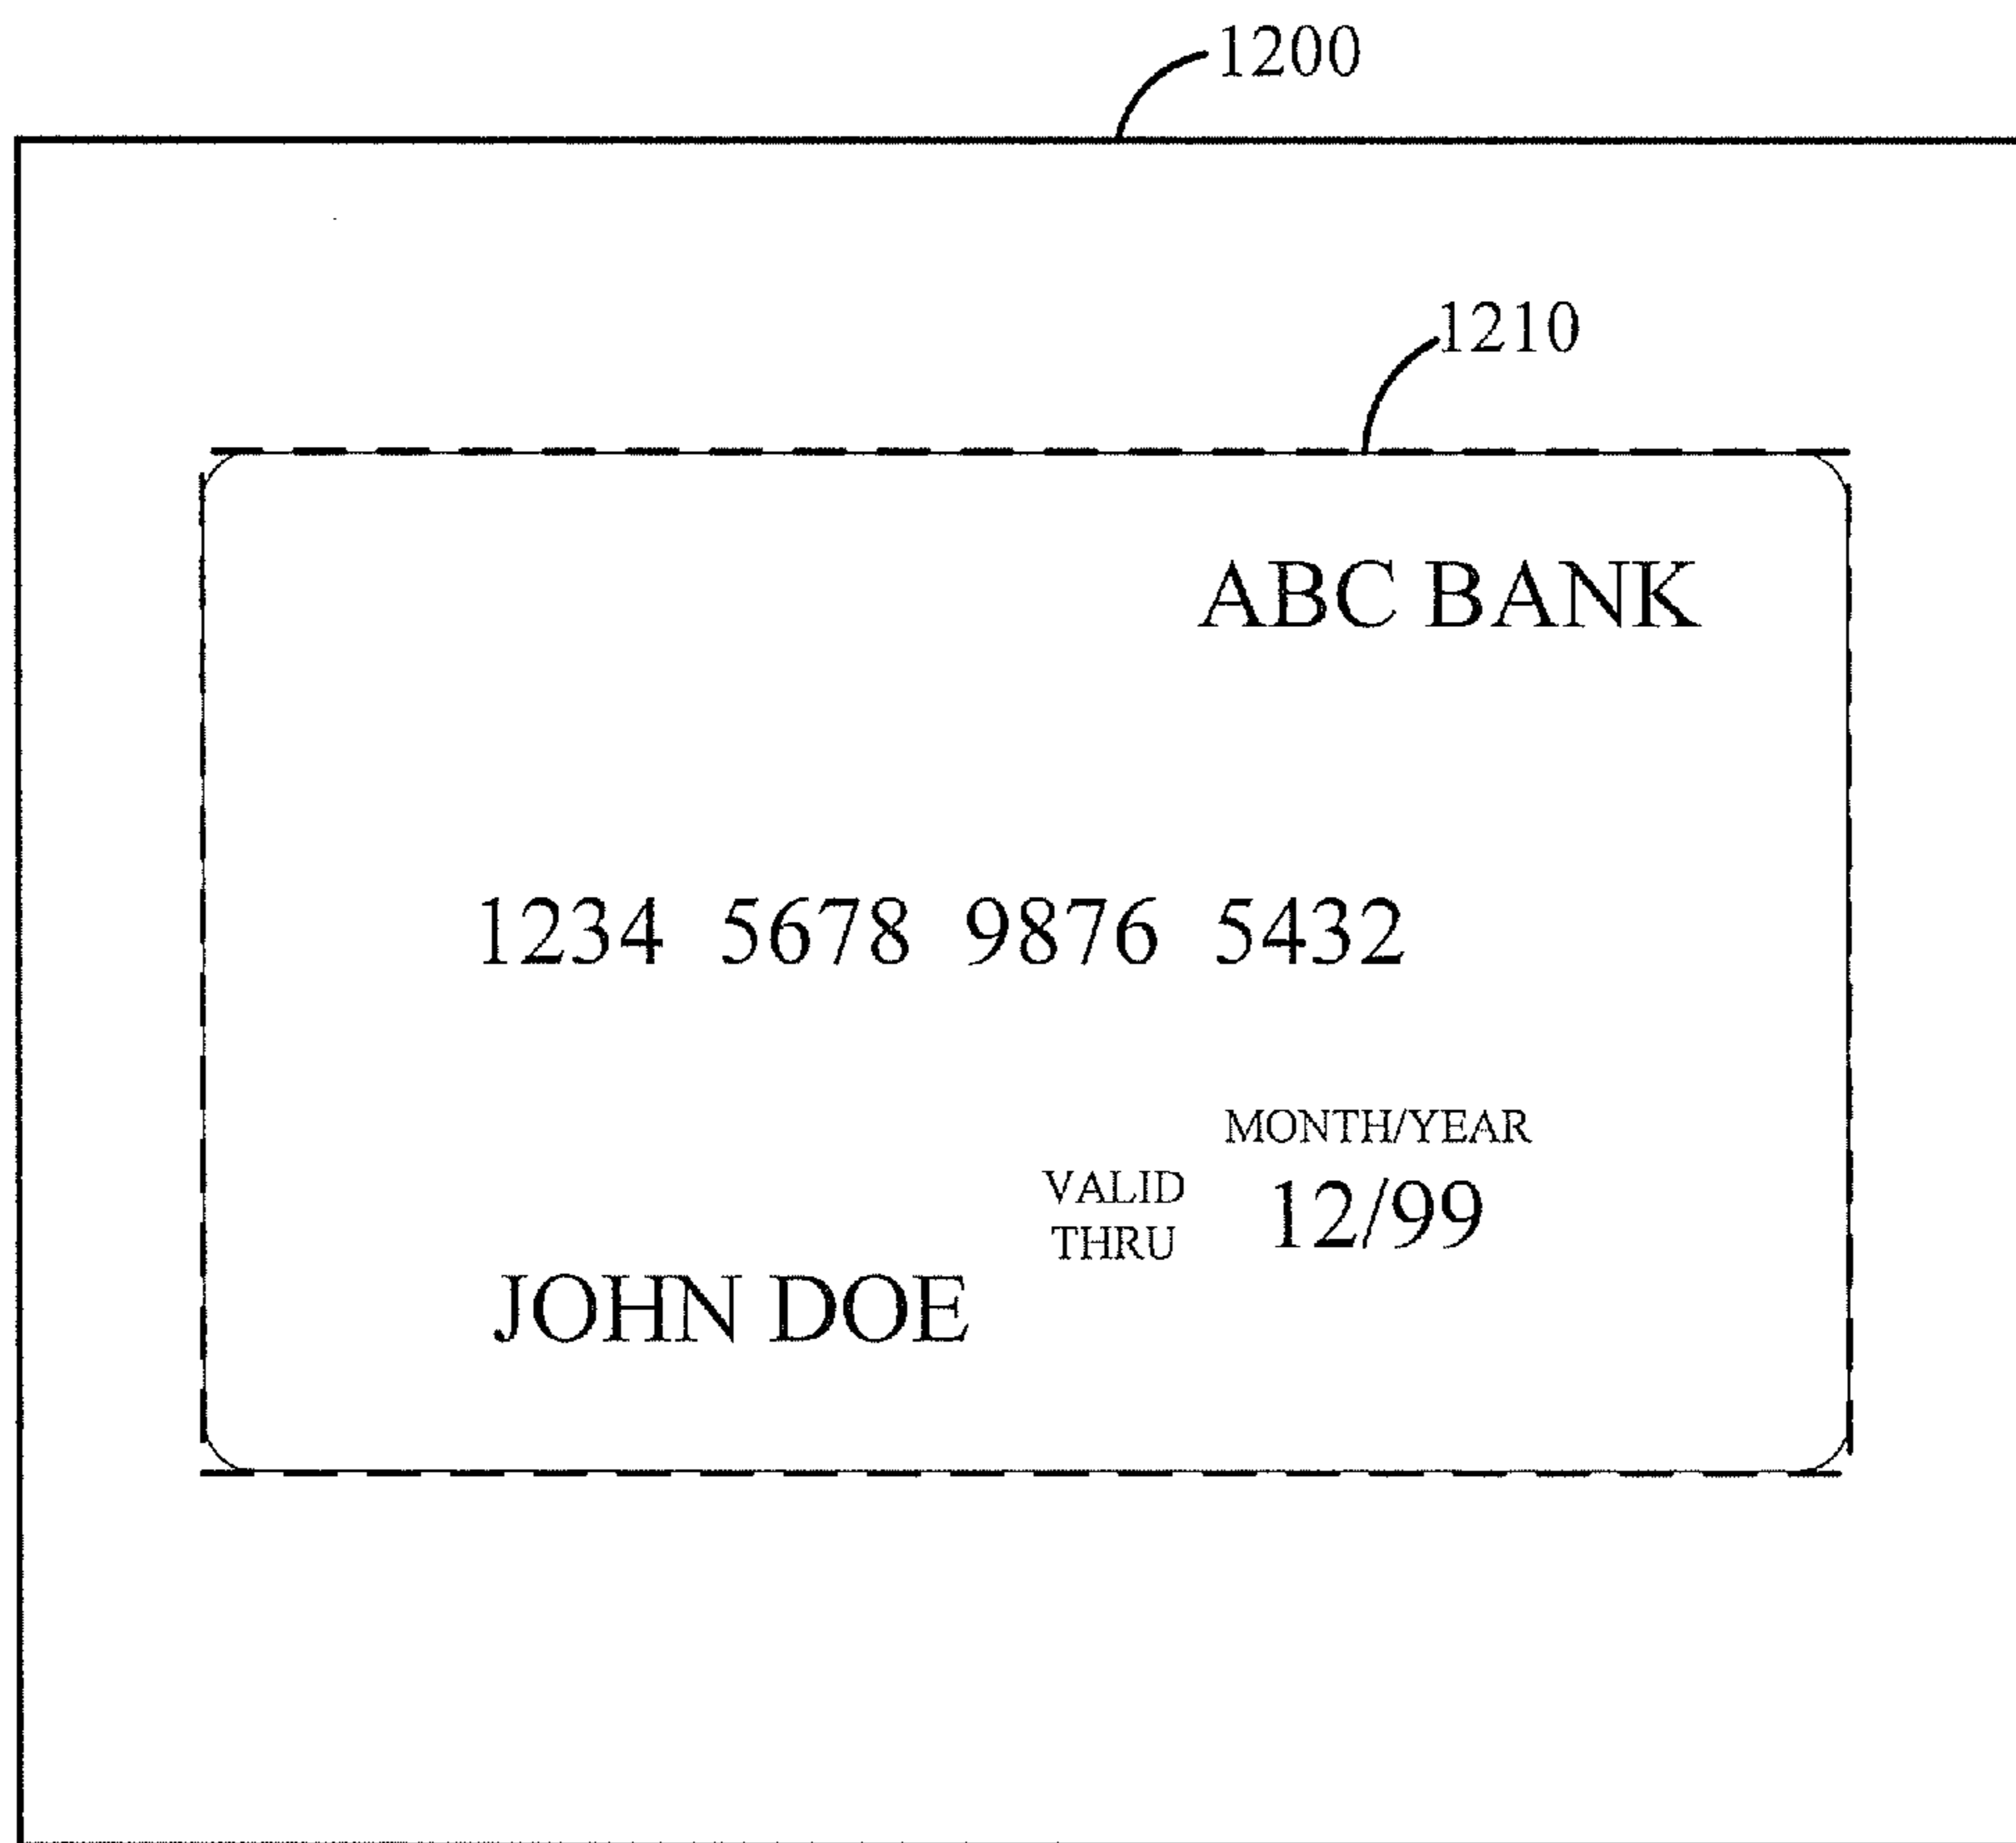 1200
1210
ABC BANK
1234 5678 9876 5432
MONTH/YEAR
VALID
THRU
12/99
JOHN DOE